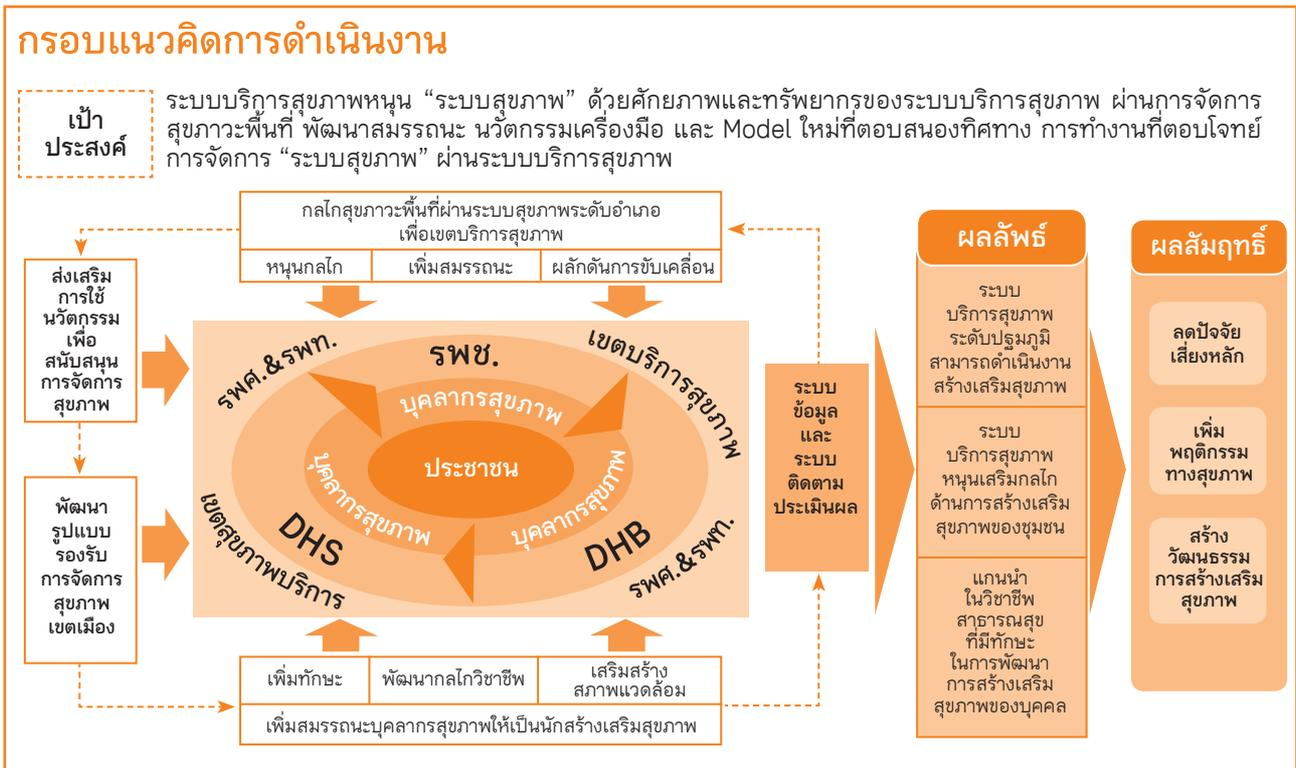 กรอบแนวคิดการดำเนินงาน
เป้า
ประสงค์
ระบบบริการสุขภาพหนุน “ระบบสุขภาพ” ด้วยศักยภาพและทรัพยากรของระบบบริการสุขภาพ ผ่านการจัดการ
สุขภาวะพื้นที่ พัฒนาสมรรถนะ นวัตกรรมเครื่องมือ และ Model ใหม่ที่ตอบสนองทิศทาง การทำงานที่ตอบโจทย์
การจัดการ “ระบบสุขภาพ” ผ่านระบบบริการสุขภาพ
กลไกสุขภาวะพื้นที่ผ่านระบบสุขภาพระดับอำเภอ
เพื่อเขตบริการสุขภาพ
หนุนกลไก
เพิ่มสมรรถนะ
ผลักดันการขับเคลื่อน
ส่งเสริม
การใช้
นวัตกรรม
เพื่อ
สนับสนุน
การจัดการ
สุขภาพ
พัฒนา
รูปแบบ
รองรับ
การจัดการ
สุขภาพ
เขตเมือง
รพศ.&รพท.
รพช.
เขตบริการสุขภาพ
บุคลากรสุขภาพ
ประชาชน
บุคลากรสุขภาพ
บุคลากรสุขภาพ
DHS
DHB
เขตสุขภาพบริการ
รพศ.&รพท.
เพิ่มทักษะ
พัฒนากลไกวิชาชีพ
เสริมสร้าง
สภาพแวดล้อม
เพิ่มสมรรถนะบุคลากรสุขภาพให้เป็นนักสร้างเสริมสุขภาพ
ระบบ
ข้อมูล
และ
ระบบ
ติดตาม
ประเมินผล
ผลลัพธ์
ระบบ
บริการสุขภาพ
ระดับปฐมภูมิ
สามารถดำเนินงาน
สร้างเสริมสุขภาพ
ระบบ
บริการสุขภาพ
หนุนเสริมกลไก
ด้านการสร้างเสริม
สุขภาพของชุมชน
แกนนำ
ในวิชาชีพ
สาธารณสุข
ที่มีทักษะ
ในการพัฒนา
การสร้างเสริม
สุขภาพของบุคคล
ผลสัมฤทธิ์
ลดปัจจัย
เสี่ยงหลัก
เพิ่ม
พฤติกรรม
ทางสุขภาพ
สร้าง
วัฒนธรรม
การสร้างเสริม
สุขภาพ